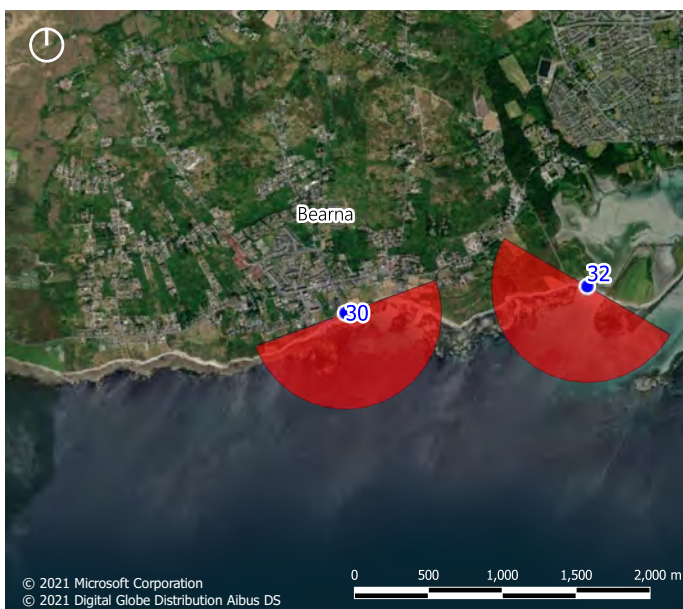 Bearna
32
30
0 500 1,000 1,500 2,000 m
© 2021 Microsoft Corporation
© 2021 Digital Globe Distribution Aibus DS